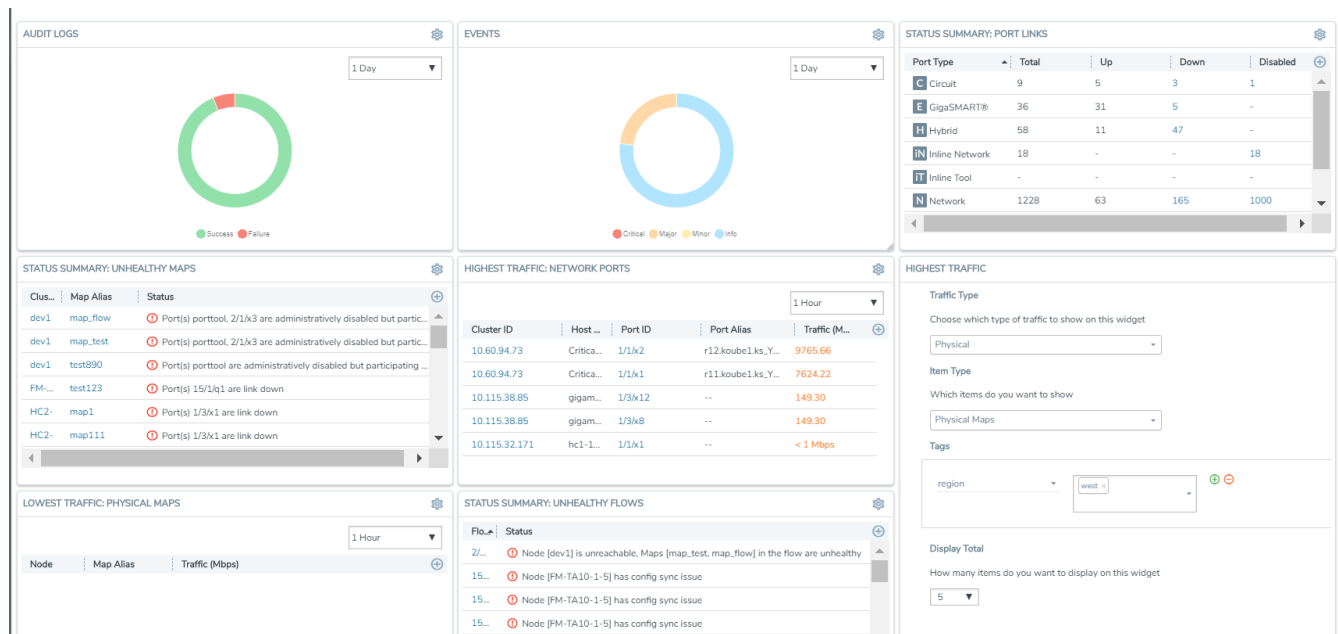 AUDIT LOGS
1 Day
Success Failure
EVENTS
1 Day
Critical Major Minor Info
STATUS SUMMARY: PORT LINKS
Port Type Total Up Down Disabled
C Circuit 9 5 3 1
E GigaSMART® 36 31 5 -
H Hybrid 58 11 47 -
iN Inline Network 18 - - 18
iT Inline Tool - - - -
N Network 1228 63 165 1000
STATUS SUMMARY: UNHEALTHY MAPS
Clus... Map Alias Status
dev1 map_flow Port(s) porttool, 2/1/x3 are administratively disabled but partic...
dev1 map_test Port(s) porttool, 2/1/x3 are administratively disabled but partic...
dev1 test890 Port(s) porttool are administratively disabled but participating ...
FM-... test123 Port(s) 15/1/q1 are link down
HC2- map1 Port(s) 1/3/x1 are link down
HC2- map111 Port(s) 1/3/x1 are link down
HIGHEST TRAFFIC: NETWORK PORTS
1 Hour
Cluster ID Host ... Port ID Port Alias Traffic (M...
10.60.94.73 Critica... 1/1/x2 r12.koube1.ks_Y... 9765.66
10.60.94.73 Critica... 1/1/x1 r11.koube1.ks_Y... 7624.22
10.115.38.85 gigam... 1/3/x12 -- 149.30
10.115.38.85 gigam... 1/3/x8 -- 149.30
10.115.32.171 hc1-1... 1/1/x1 -- < 1 Mbps
HIGHEST TRAFFIC
Traffic Type
Choose which type of traffic to show on this widget
Physical
Item Type
Which items do you want to show
Physical Maps
Tags
region west ×
Display Total
How many items do you want to display on this widget
5
LOWEST TRAFFIC: PHYSICAL MAPS
1 Hour
Node Map Alias Traffic (Mbps)
STATUS SUMMARY: UNHEALTHY FLOWS
Flo.. Status
2/... Node [dev1] is unreachable, Maps [map_test, map_flow] in the flow are unhealthy
15... Node [FM-TA10-1-5] has config sync issue
15... Node [FM-TA10-1-5] has config sync issue
15... Node [FM-TA10-1-5] has config sync issue